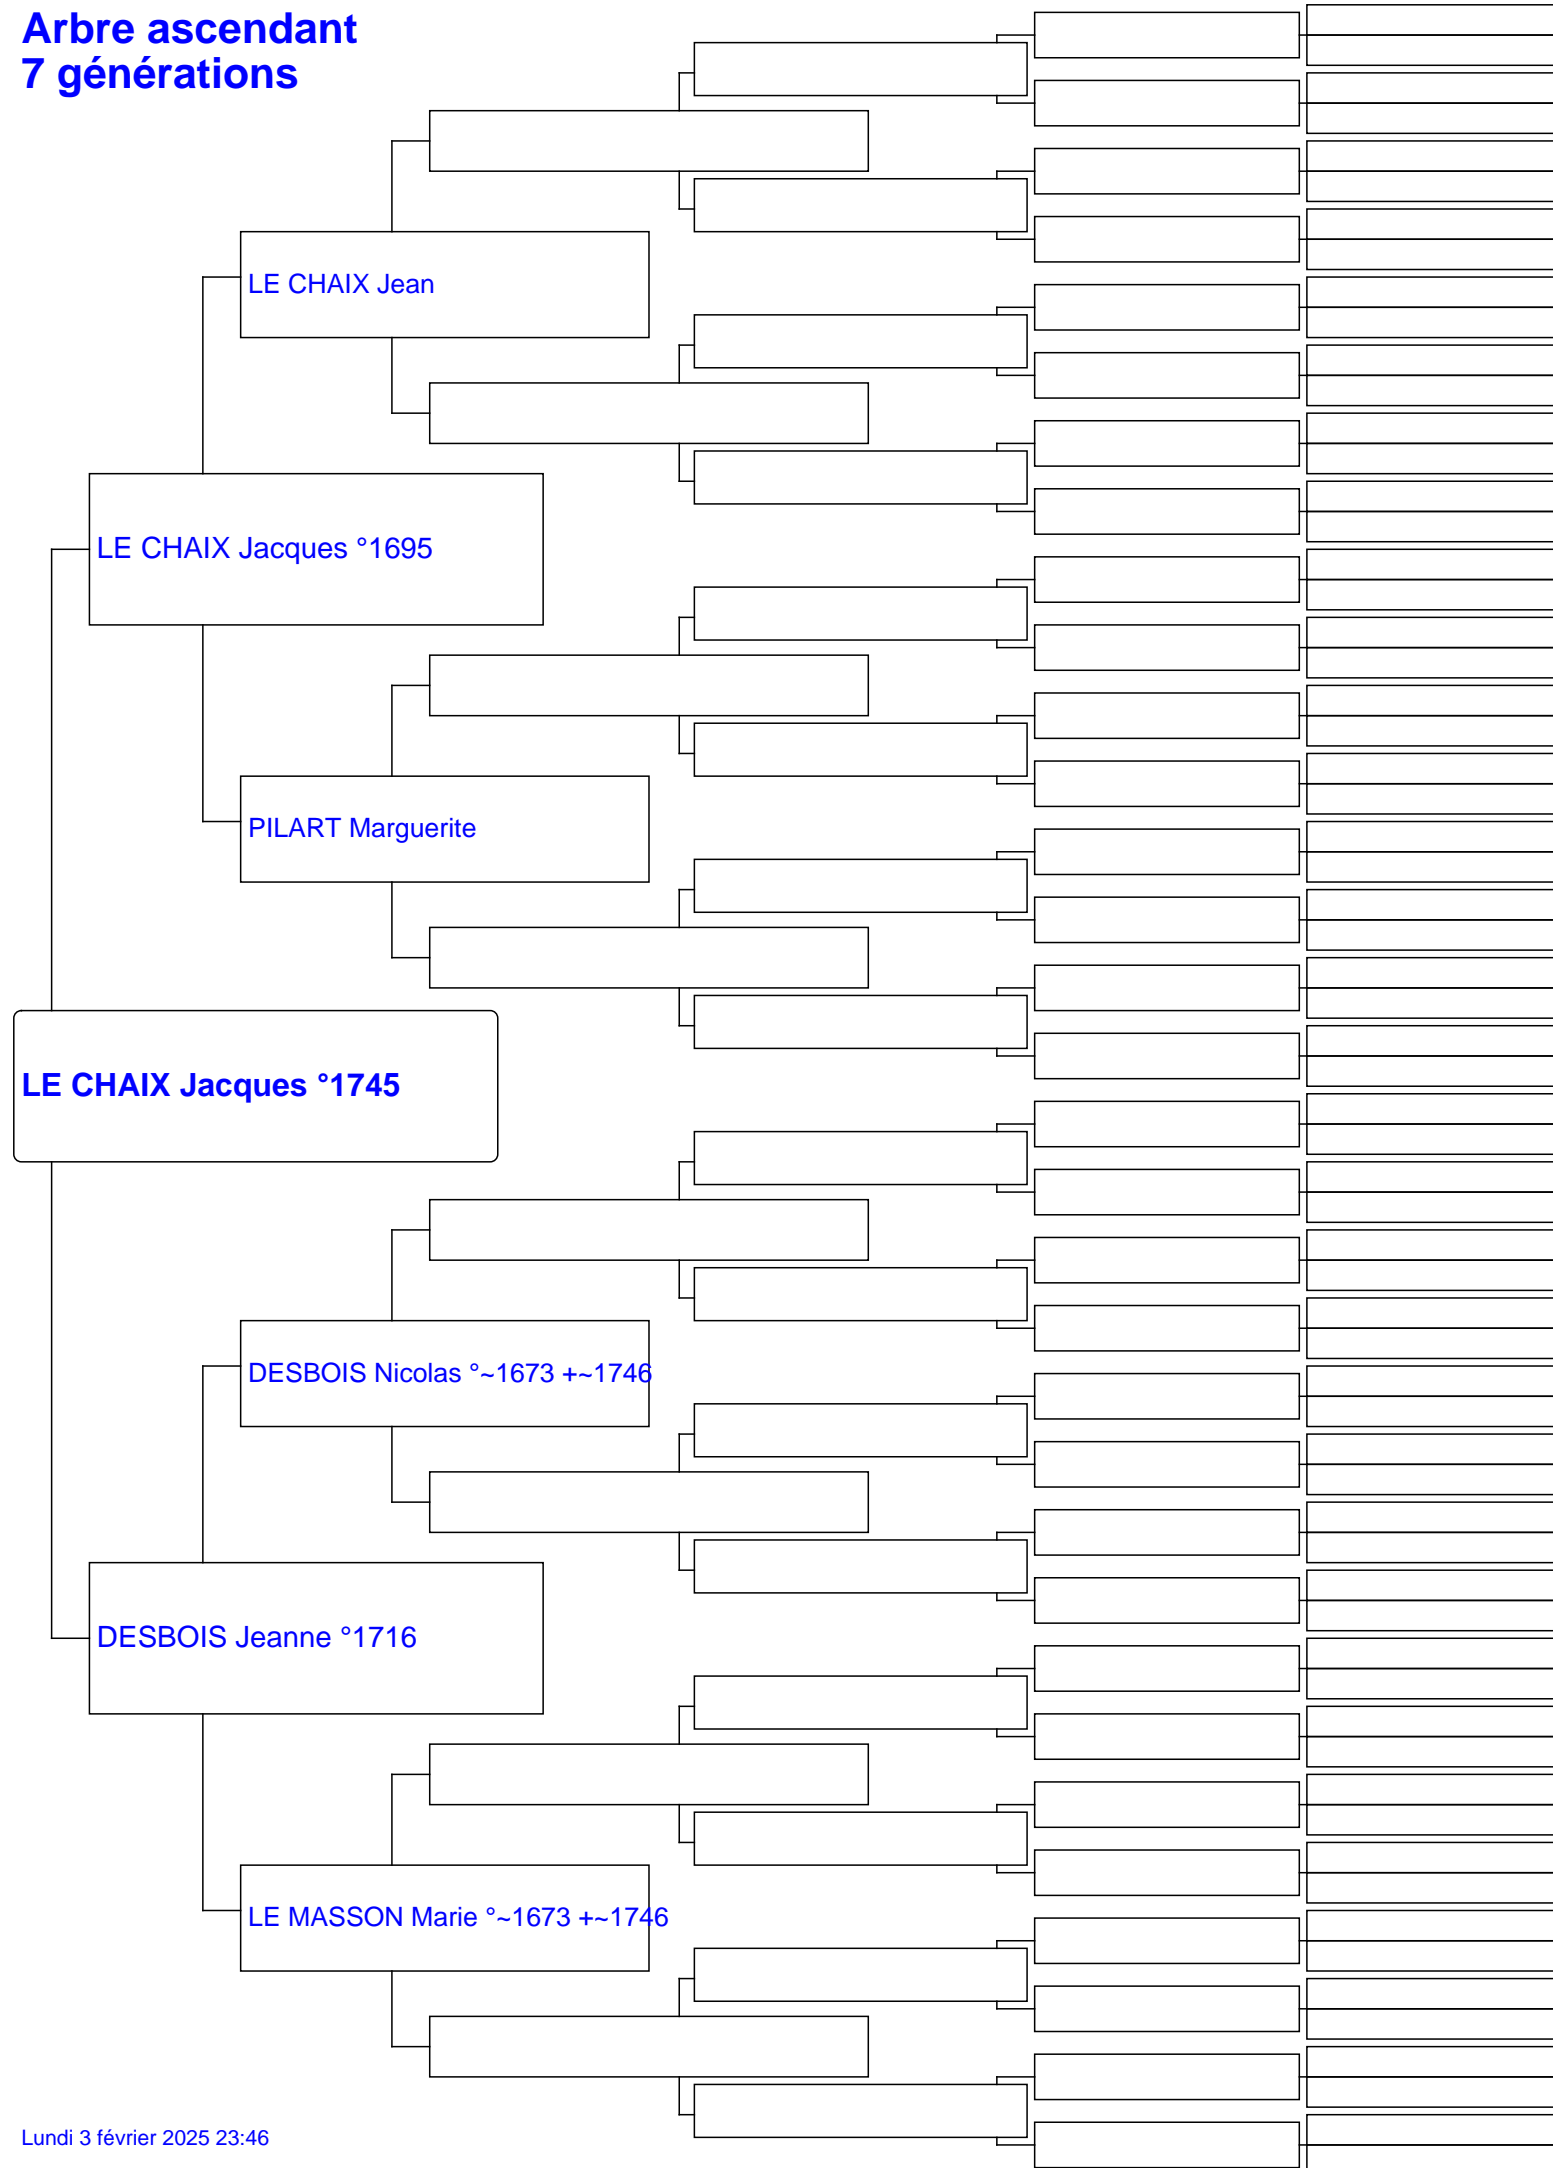 Arbre ascendant
7 générations
LE CHAIX Jean
LE CHAIX Jacques °1695
PILART Marguerite
LE CHAIX Jacques °1745
DESBOIS Nicolas °~1673 +~1746
DESBOIS Jeanne °1716
LE MASSON Marie °~1673 +~1746
Lundi 3 février 2025 23:46